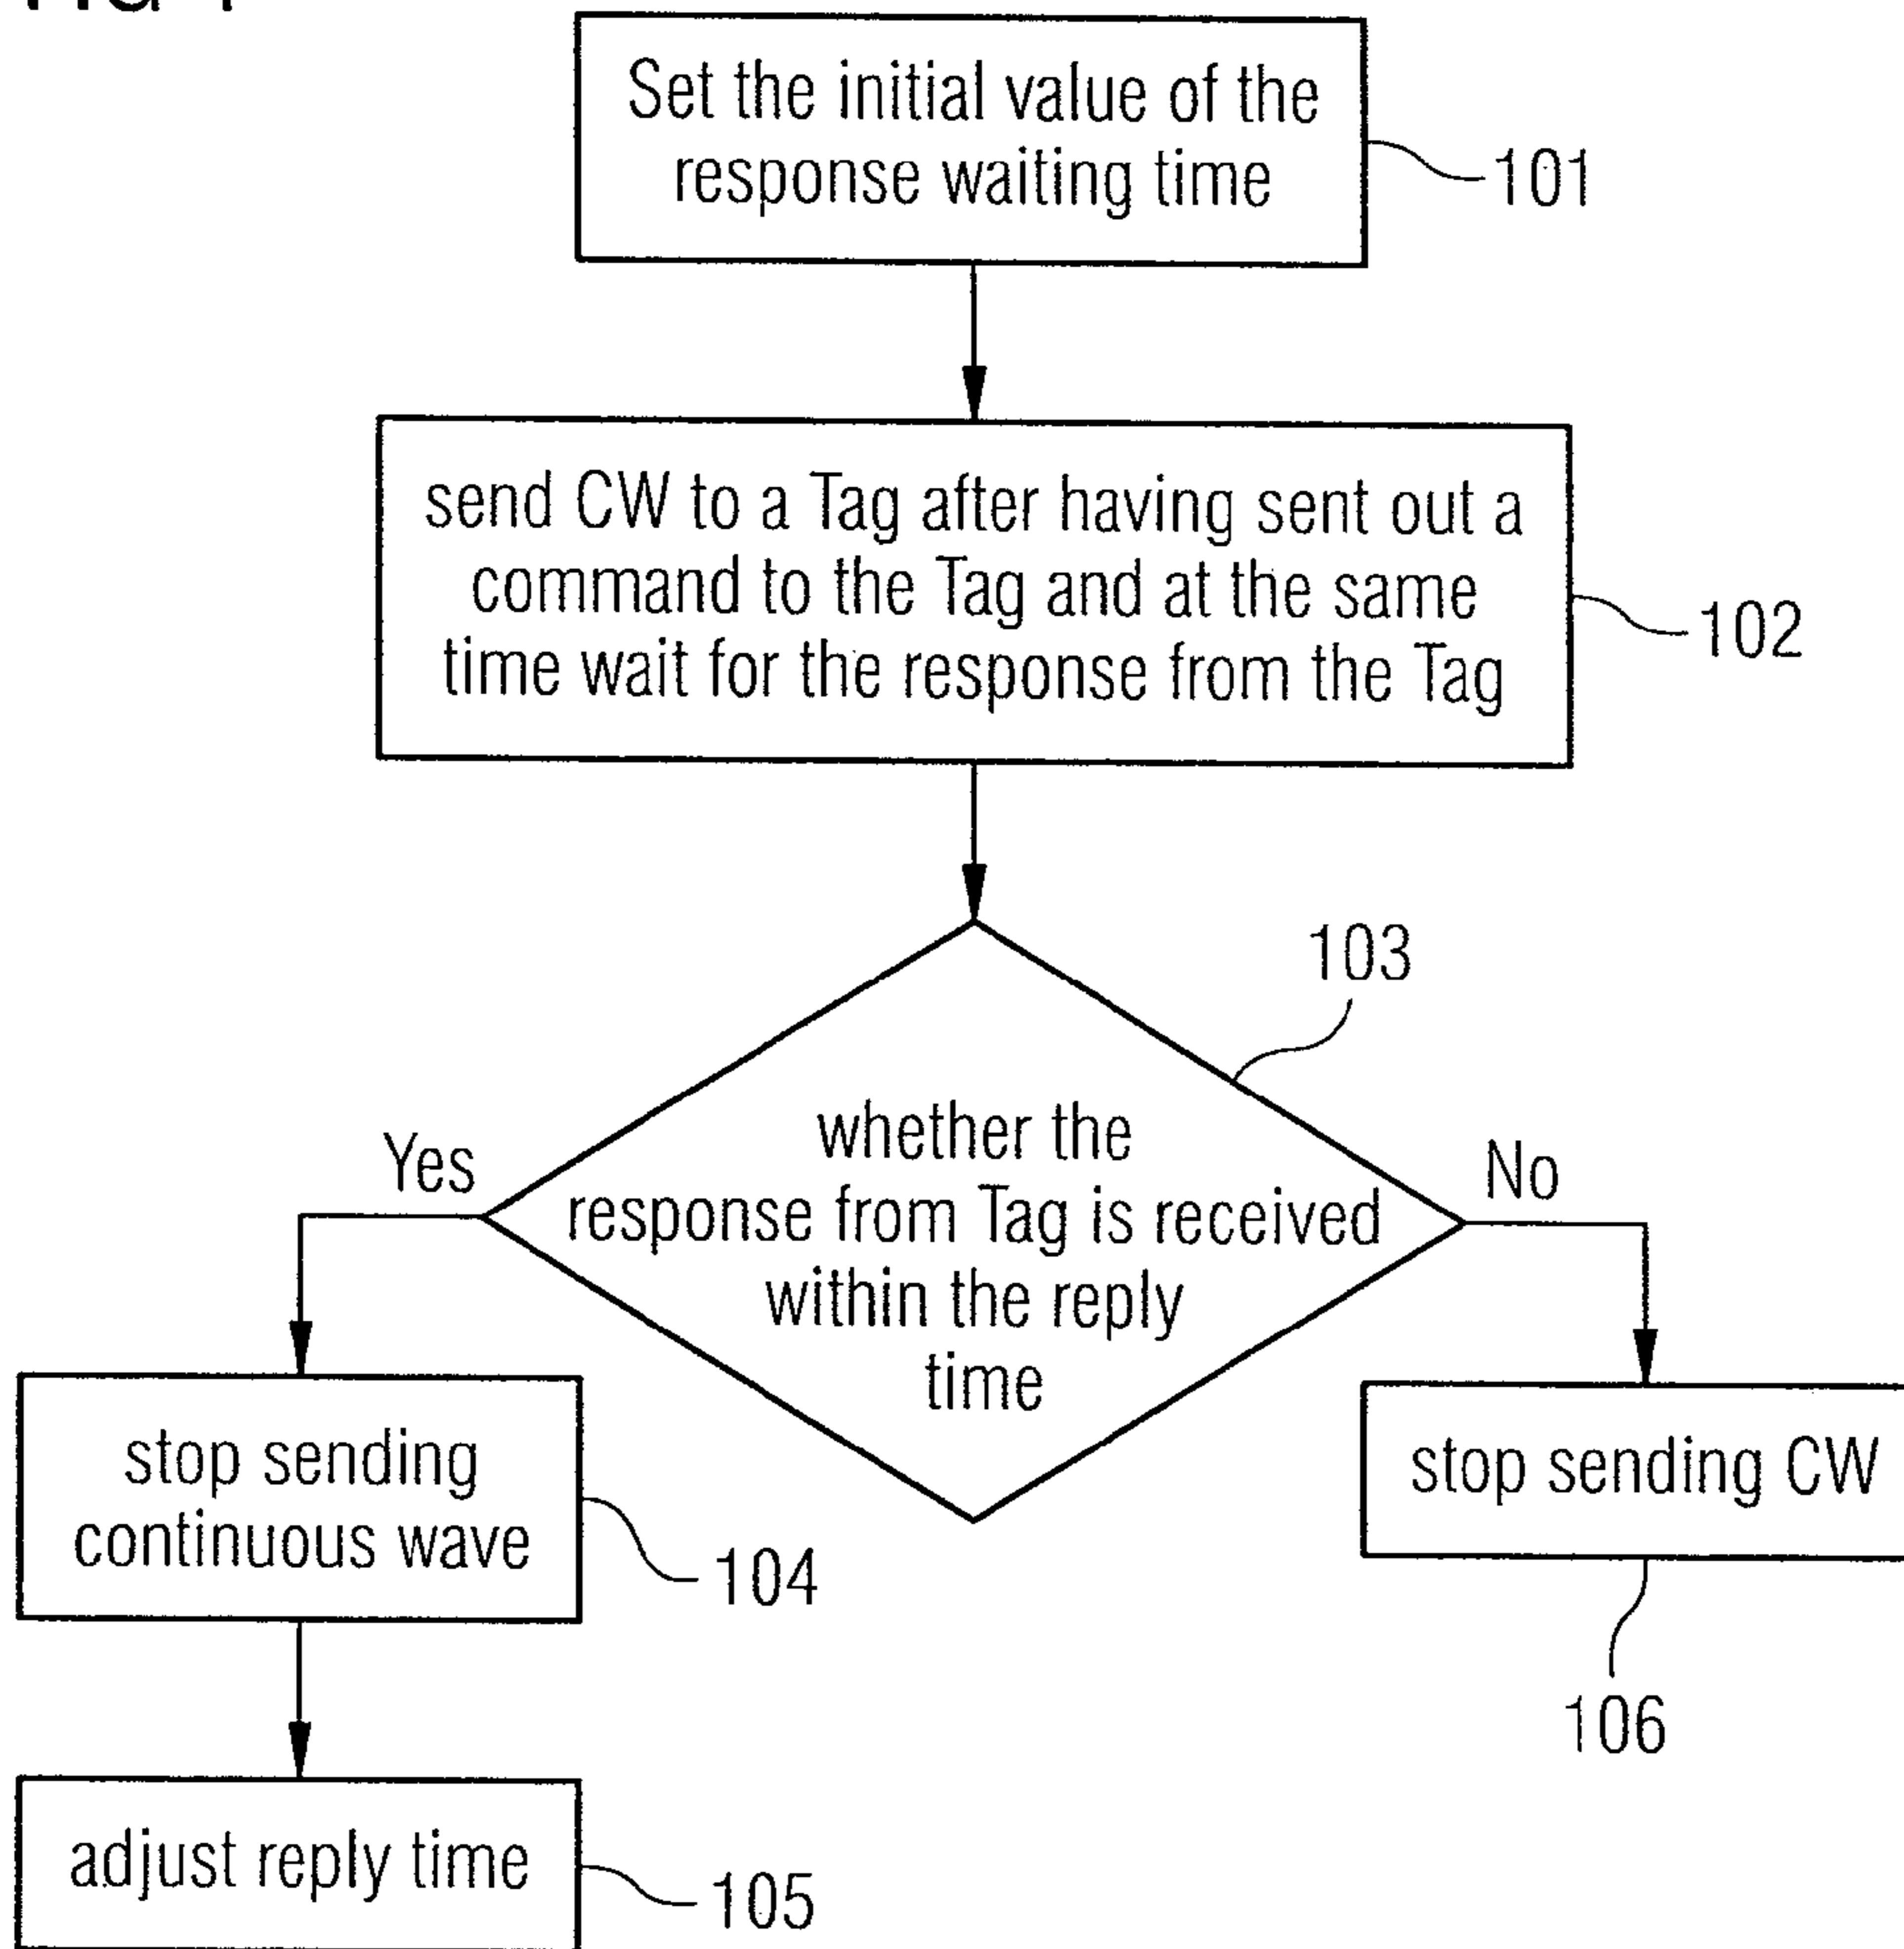 Set the initial value of the
response waiting time
101
send CW to a Tag after having sent out a
command to the Tag and at the same
time wait for the response from the Tag
102
103
whether the
response from Tag is received
within the reply
time
Yes
No
stop sending
continuous wave
104
stop sending CW
106
adjust reply time
105